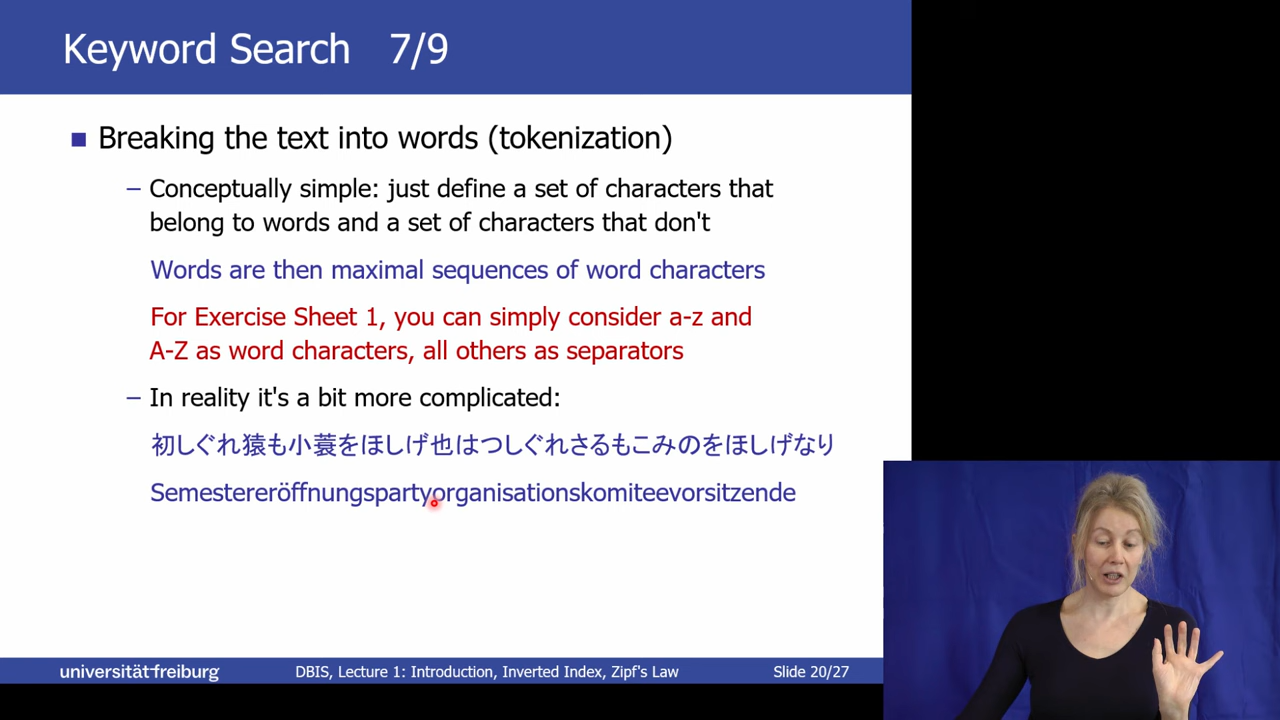 Keyword Search 7/9
Breaking the text into words (tokenization)
– Conceptually simple: just define a set of characters that
belong to words and a set of characters that don't
Words are then maximal sequences of word characters
For Exercise Sheet 1, you can simply consider a-z and
A-Z as word characters, all others as separators
– In reality it's a bit more complicated:
初しぐれ猿も小蓑をほしげ也はつしぐれさるもこみのをほしげなり
Semestereröffnungspartyorganisationskomiteevorsitzende
universität freiburg
DBIS, Lecture 1: Introduction, Inverted Index, Zipf's Law
Slide 20/27